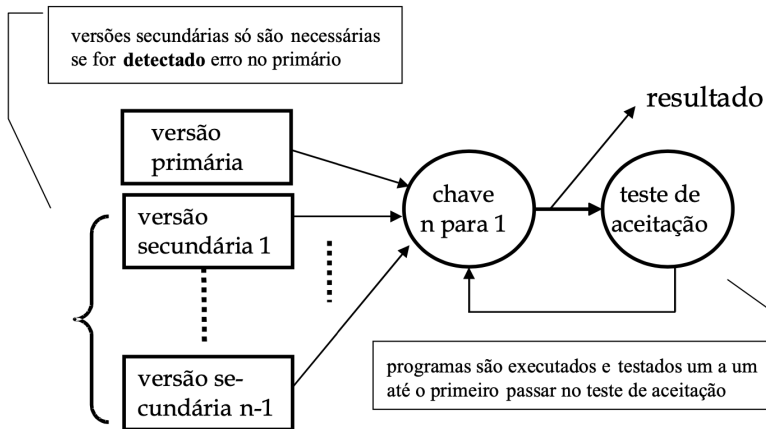 versões secundárias só são necessárias
se for detectado erro no primário
resultado
versão
primária
versão
secundária 1
versão se-
cundária n-1
chave
n para 1
teste de
aceitação
programas são executados e testados um a um
até o primeiro passar no teste de aceitação